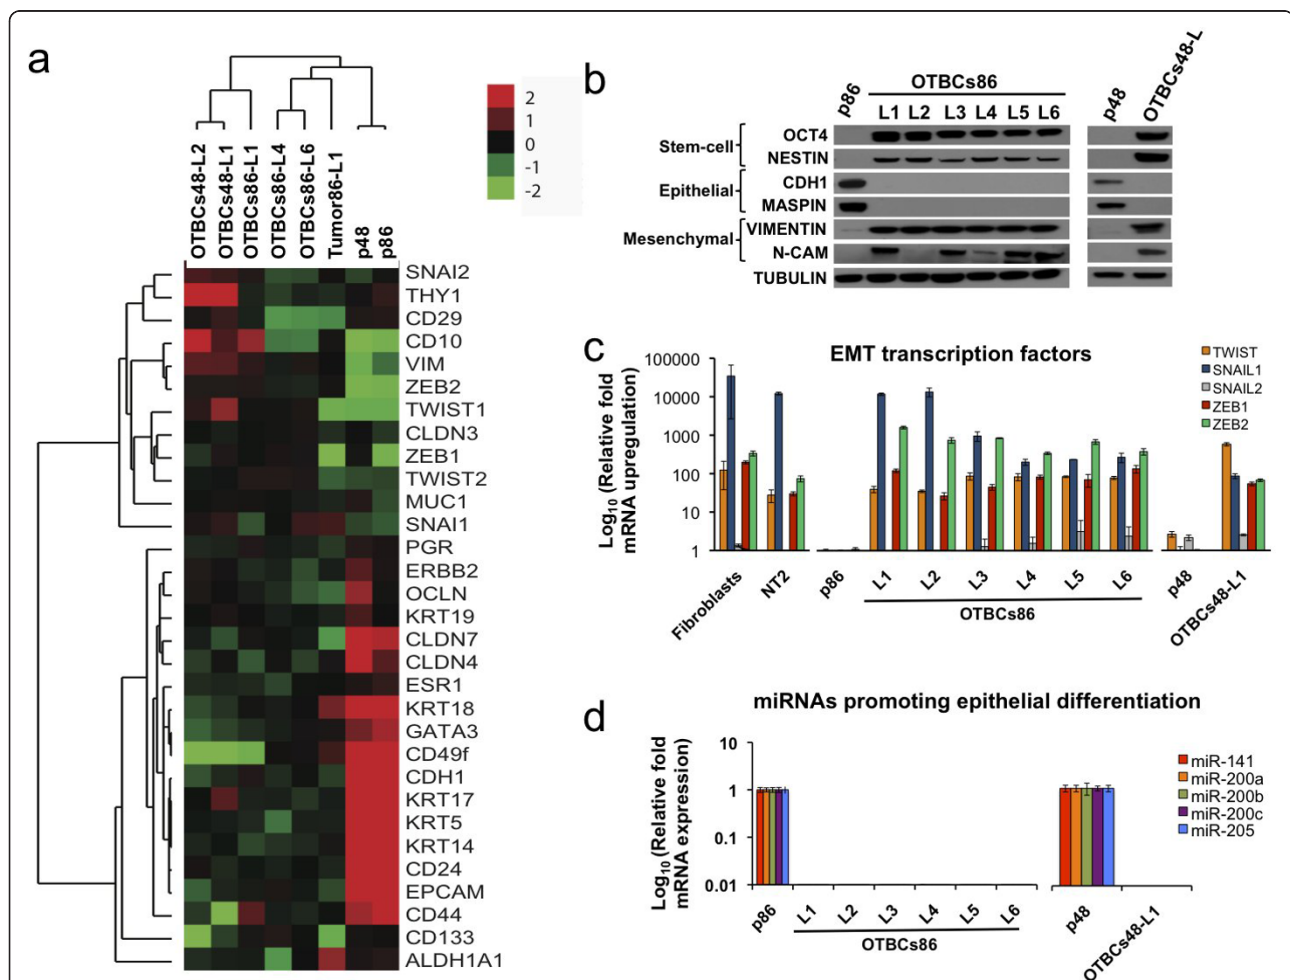 a
2
1
0
-1
-2
OTBCs48-L2
OTBCs48-L1
OTBCs86-L1
OTBCs86-L4
OTBCs86-L6
Tumor86-L1
p48
p86
SNAI2
THY1
CD29
CD10
VIM
ZEB2
TWIST1
CLDN3
ZEB1
TWIST2
MUC1
SNAI1
PGR
ERBB2
OCLN
KRT19
CLDN7
CLDN4
ESR1
KRT18
GATA3
CD49f
CDH1
KRT17
KRT5
KRT14
CD24
EPCAM
CD44
CD133
ALDH1A1
b
p86
OTBCs86
L1 L2 L3 L4 L5 L6
p48
OTBCs48-L
Stem-cell
OCT4
NESTIN
Epithelial
CDH1
MASPIN
Mesenchymal
VIMENTIN
N-CAM
TUBULIN
c
EMT transcription factors
Log10 (Relative fold
mRNA upregulation)
100000
10000
1000
100
10
1
TWIST
SNAIL1
SNAIL2
ZEB1
ZEB2
Fibroblasts
NT2
p86
L1
L2
L3
L4
L5
L6
OTBCs86
p48
OTBCs48-L1
d
miRNAs promoting epithelial differentiation
Log10 (Relative fold
mRNA expression)
10
1
0.1
0.01
miR-141
miR-200a
miR-200b
miR-200c
miR-205
p86
L1
L2
L3
L4
L5
L6
OTBCs86
p48
OTBCs48-L1